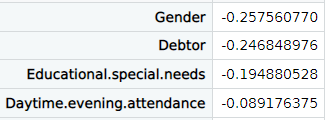 Gender -0.257560770
Debtor -0.246848976
Educational.special.needs -0.194880528
Daytime.evening.attendance -0.089176375